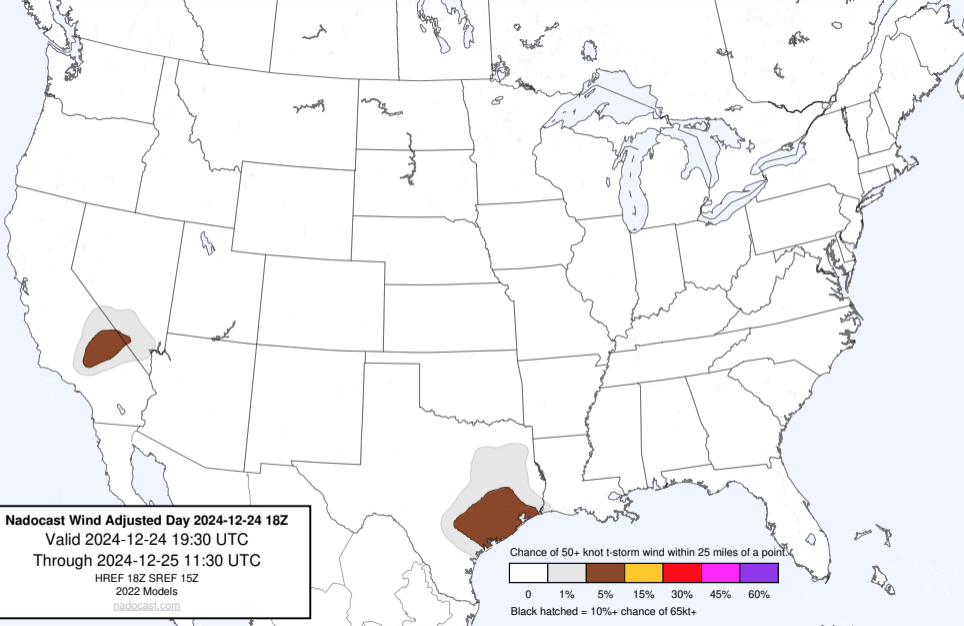 Nadocast Wind Adjusted Day 2024-12-24 18Z
Valid 2024-12-24 19:30 UTC
Through 2024-12-25 11:30 UTC
HREF 18Z SREF 15Z
2022 Models
nadocast.com
Chance of 50+ knot t-storm wind within 25 miles of a point.
0 1% 5% 15% 30% 45% 60%
Black hatched = 10%+ chance of 65kt+